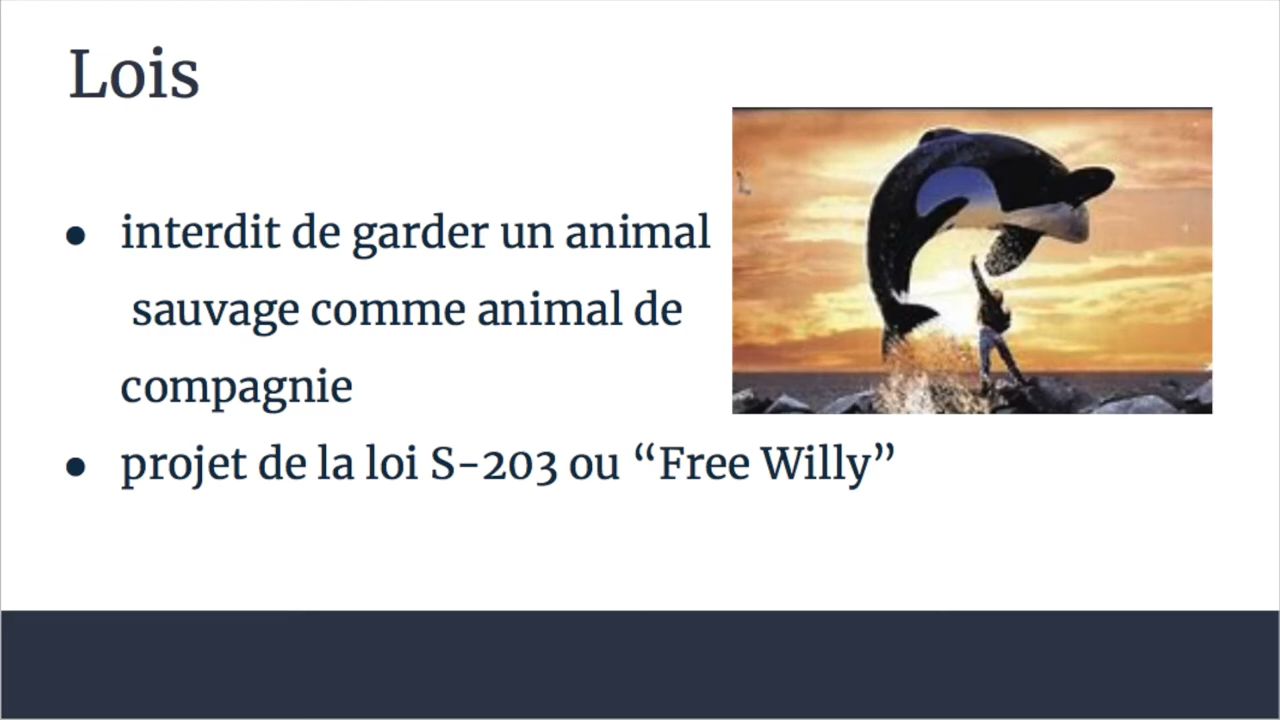 Lois
● interdit de garder un animal
sauvage comme animal de
compagnie
● projet de la loi S-203 ou “Free Willy”